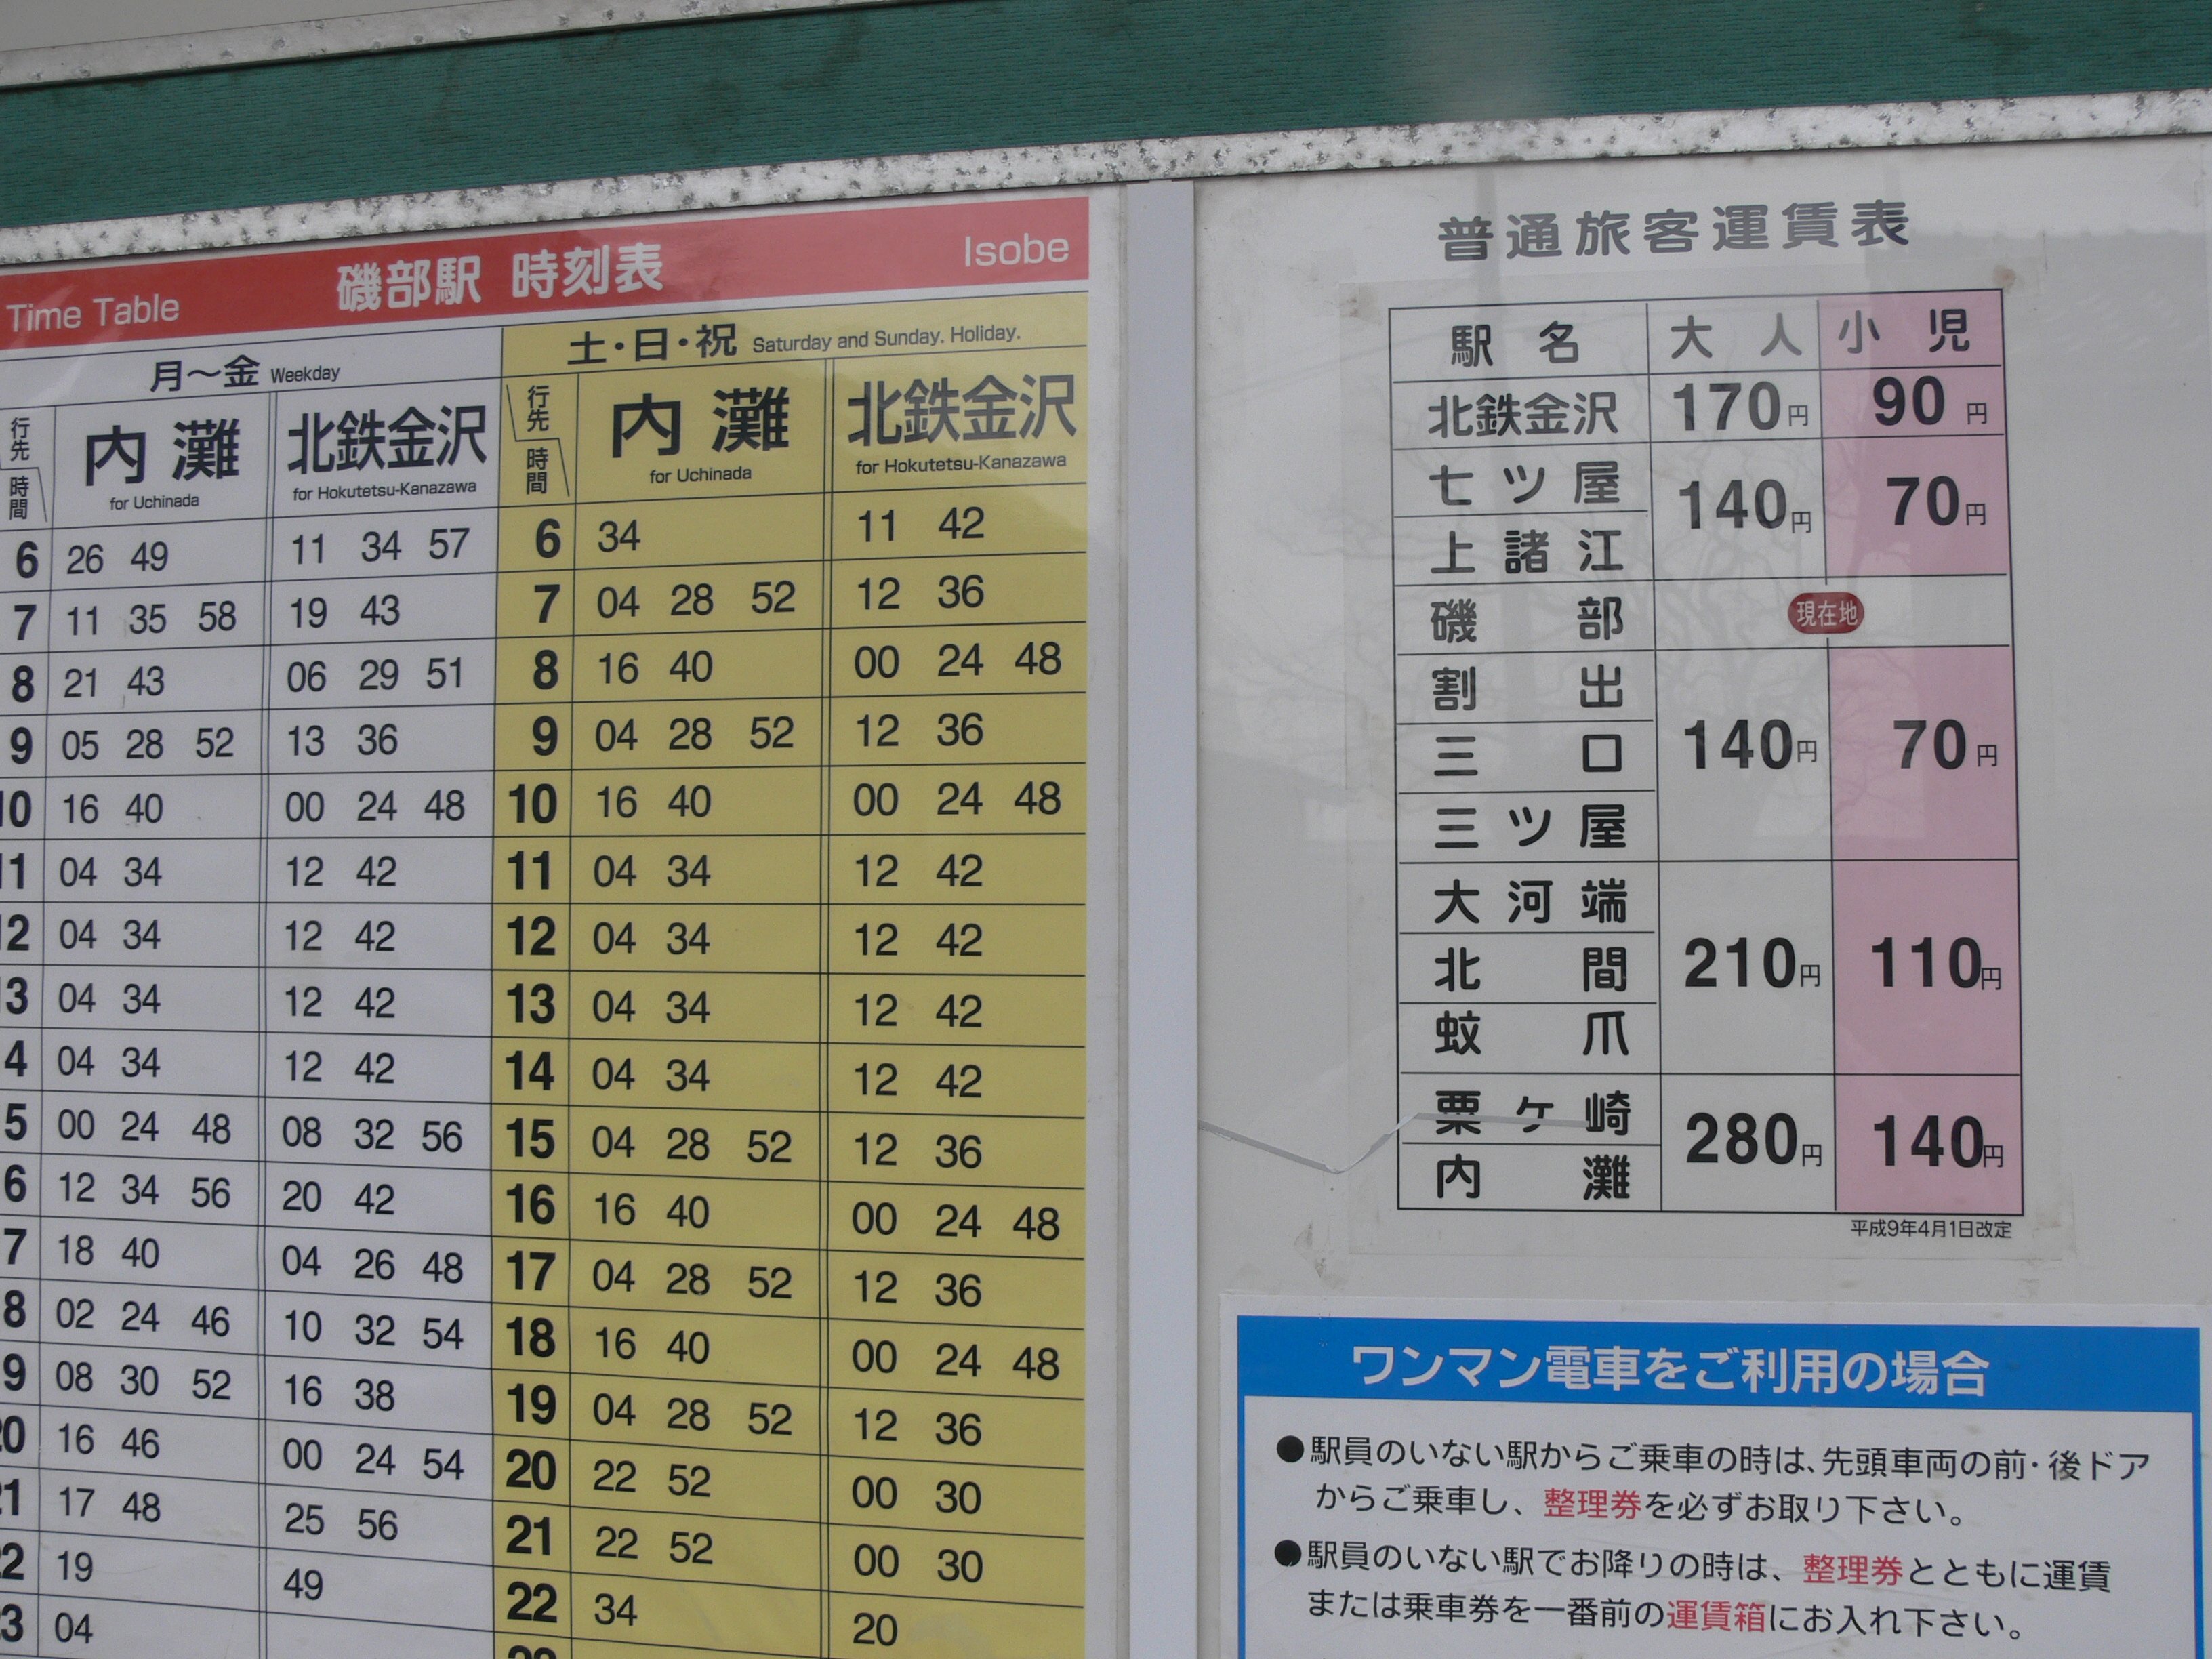 Time Table 磯部駅 時刻表 Isobe
月～金 Weekday
行先
時間
内灘
for Uchinada
北鉄金沢
for Hokutetsu-Kanazawa
6 26 49 11 34 57
7 11 35 58 19 43
8 21 43 06 29 51
9 05 28 52 13 36
10 16 40 00 24 48
11 04 34 12 42
12 04 34 12 42
13 04 34 12 42
4 04 34 12 42
5 00 24 48 08 32 56
6 12 34 56 20 42
7 18 40 04 26 48
8 02 24 46 10 32 54
9 08 30 52 16 38
20 16 46 00 24 54
21 17 48 25 56
22 19 49
23 04
土・日・祝 Saturday and Sunday. Holiday.
行先
時間
内灘
for Uchinada
北鉄金沢
for Hokutetsu-Kanazawa
6 34 11 42
7 04 28 52 12 36
8 16 40 00 24 48
9 04 28 52 12 36
10 16 40 00 24 48
11 04 34 12 42
12 04 34 12 42
13 04 34 12 42
14 04 34 12 42
15 04 28 52 12 36
16 16 40 00 24 48
17 04 28 52 12 36
18 16 40 00 24 48
19 04 28 52 12 36
20 22 52 00 30
21 22 52 00 30
22 34 20
普通旅客運賃表
駅名 大人 小児
北鉄金沢 170円 90円
七ツ屋 140円 70円
上諸江
磯部 現在地
割出
三口 140円 70円
三ツ屋
大河端
北間 210円 110円
蚊爪
粟ケ崎 280円 140円
内灘
平成9年4月1日改定
ワンマン電車をご利用の場合
●駅員のいない駅からご乗車の時は、先頭車両の前・後ドア
からご乗車し、整理券を必ずお取り下さい。
●駅員のいない駅でお降りの時は、整理券とともに運賃
または乗車券を一番前の運賃箱にお入れ下さい。